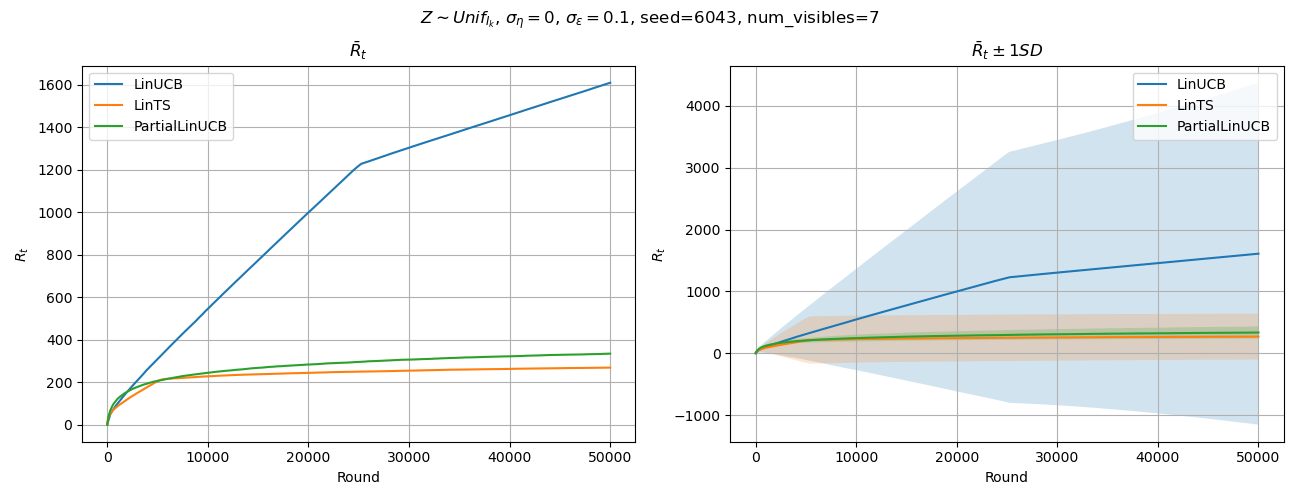 Z ∼ Unif_{I_k}, σ_η = 0, σ_ε = 0.1, seed=6043, num_visibles=7
R̄_t
R_t
1600
1400
1200
1000
800
600
400
200
0
LinUCB
LinTS
PartialLinUCB
0 10000 20000 30000 40000 50000
Round
R̄_t ± 1SD
R_t
4000
3000
2000
1000
0
−1000
LinUCB
LinTS
PartialLinUCB
0 10000 20000 30000 40000 50000
Round